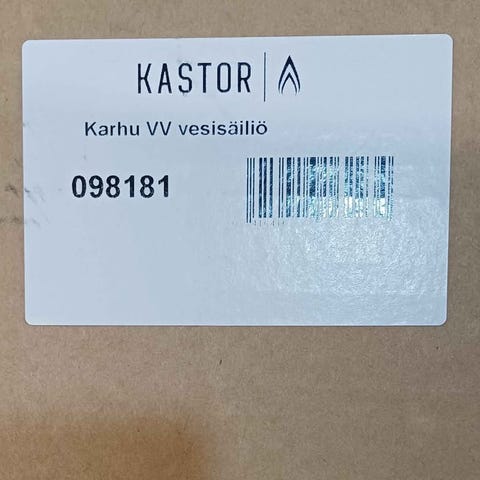 KASTOR
Karhu VV vesisäiliö
098181